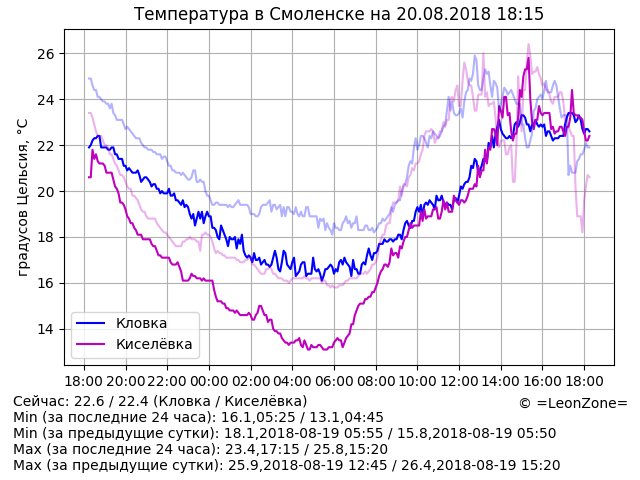 Температура в Смоленске на 20.08.2018 18:15
градусов Цельсия, °C
26
24
22
20
18
16
14
Кловка
Киселёвка
18:00 20:00 22:00 00:00 02:00 04:00 06:00 08:00 10:00 12:00 14:00 16:00 18:00
Сейчас: 22.6 / 22.4 (Кловка / Киселёвка)
© =LeonZone=
Min (за последние 24 часа): 16.1,05:25 / 13.1,04:45
Min (за предыдущие сутки): 18.1,2018-08-19 05:55 / 15.8,2018-08-19 05:50
Max (за последние 24 часа): 23.4,17:15 / 25.8,15:20
Max (за предыдущие сутки): 25.9,2018-08-19 12:45 / 26.4,2018-08-19 15:20